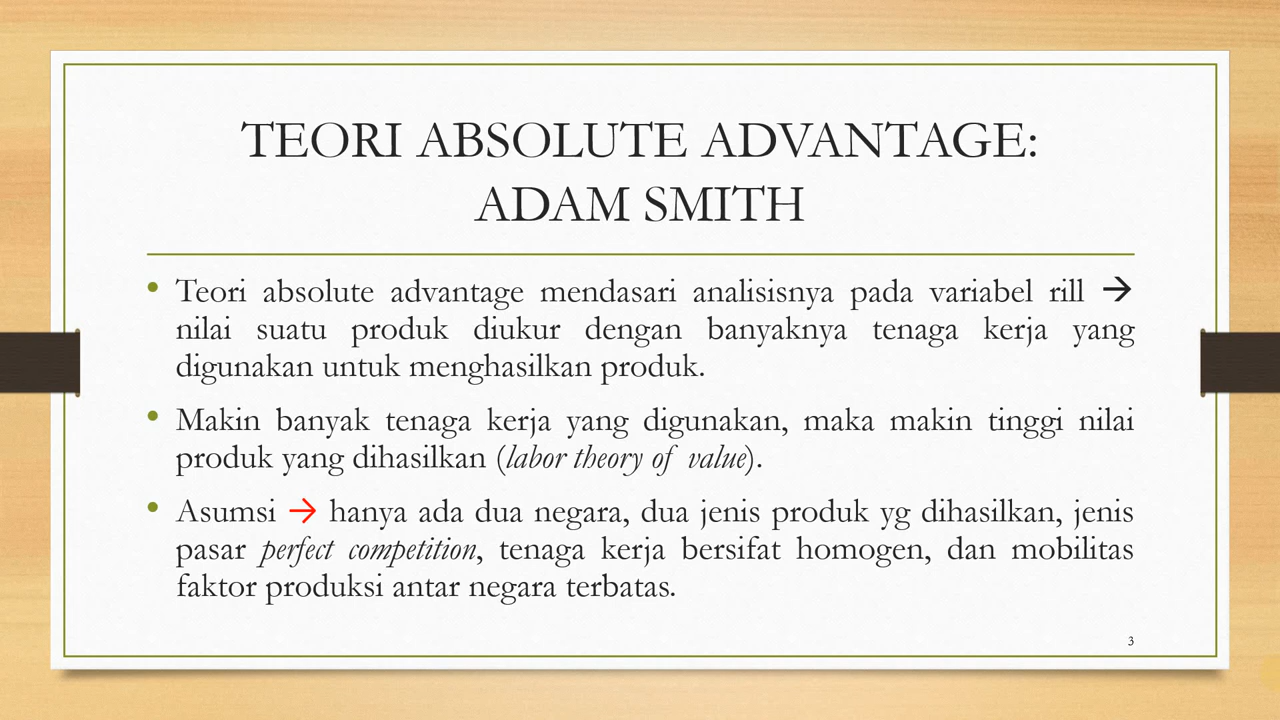 TEORI ABSOLUTE ADVANTAGE:
ADAM SMITH
• Teori absolute advantage mendasari analisisnya pada variabel rill →
nilai suatu produk diukur dengan banyaknya tenaga kerja yang
digunakan untuk menghasilkan produk.
• Makin banyak tenaga kerja yang digunakan, maka makin tinggi nilai
produk yang dihasilkan (labor theory of value).
• Asumsi → hanya ada dua negara, dua jenis produk yg dihasilkan, jenis
pasar perfect competition, tenaga kerja bersifat homogen, dan mobilitas
faktor produksi antar negara terbatas.
3